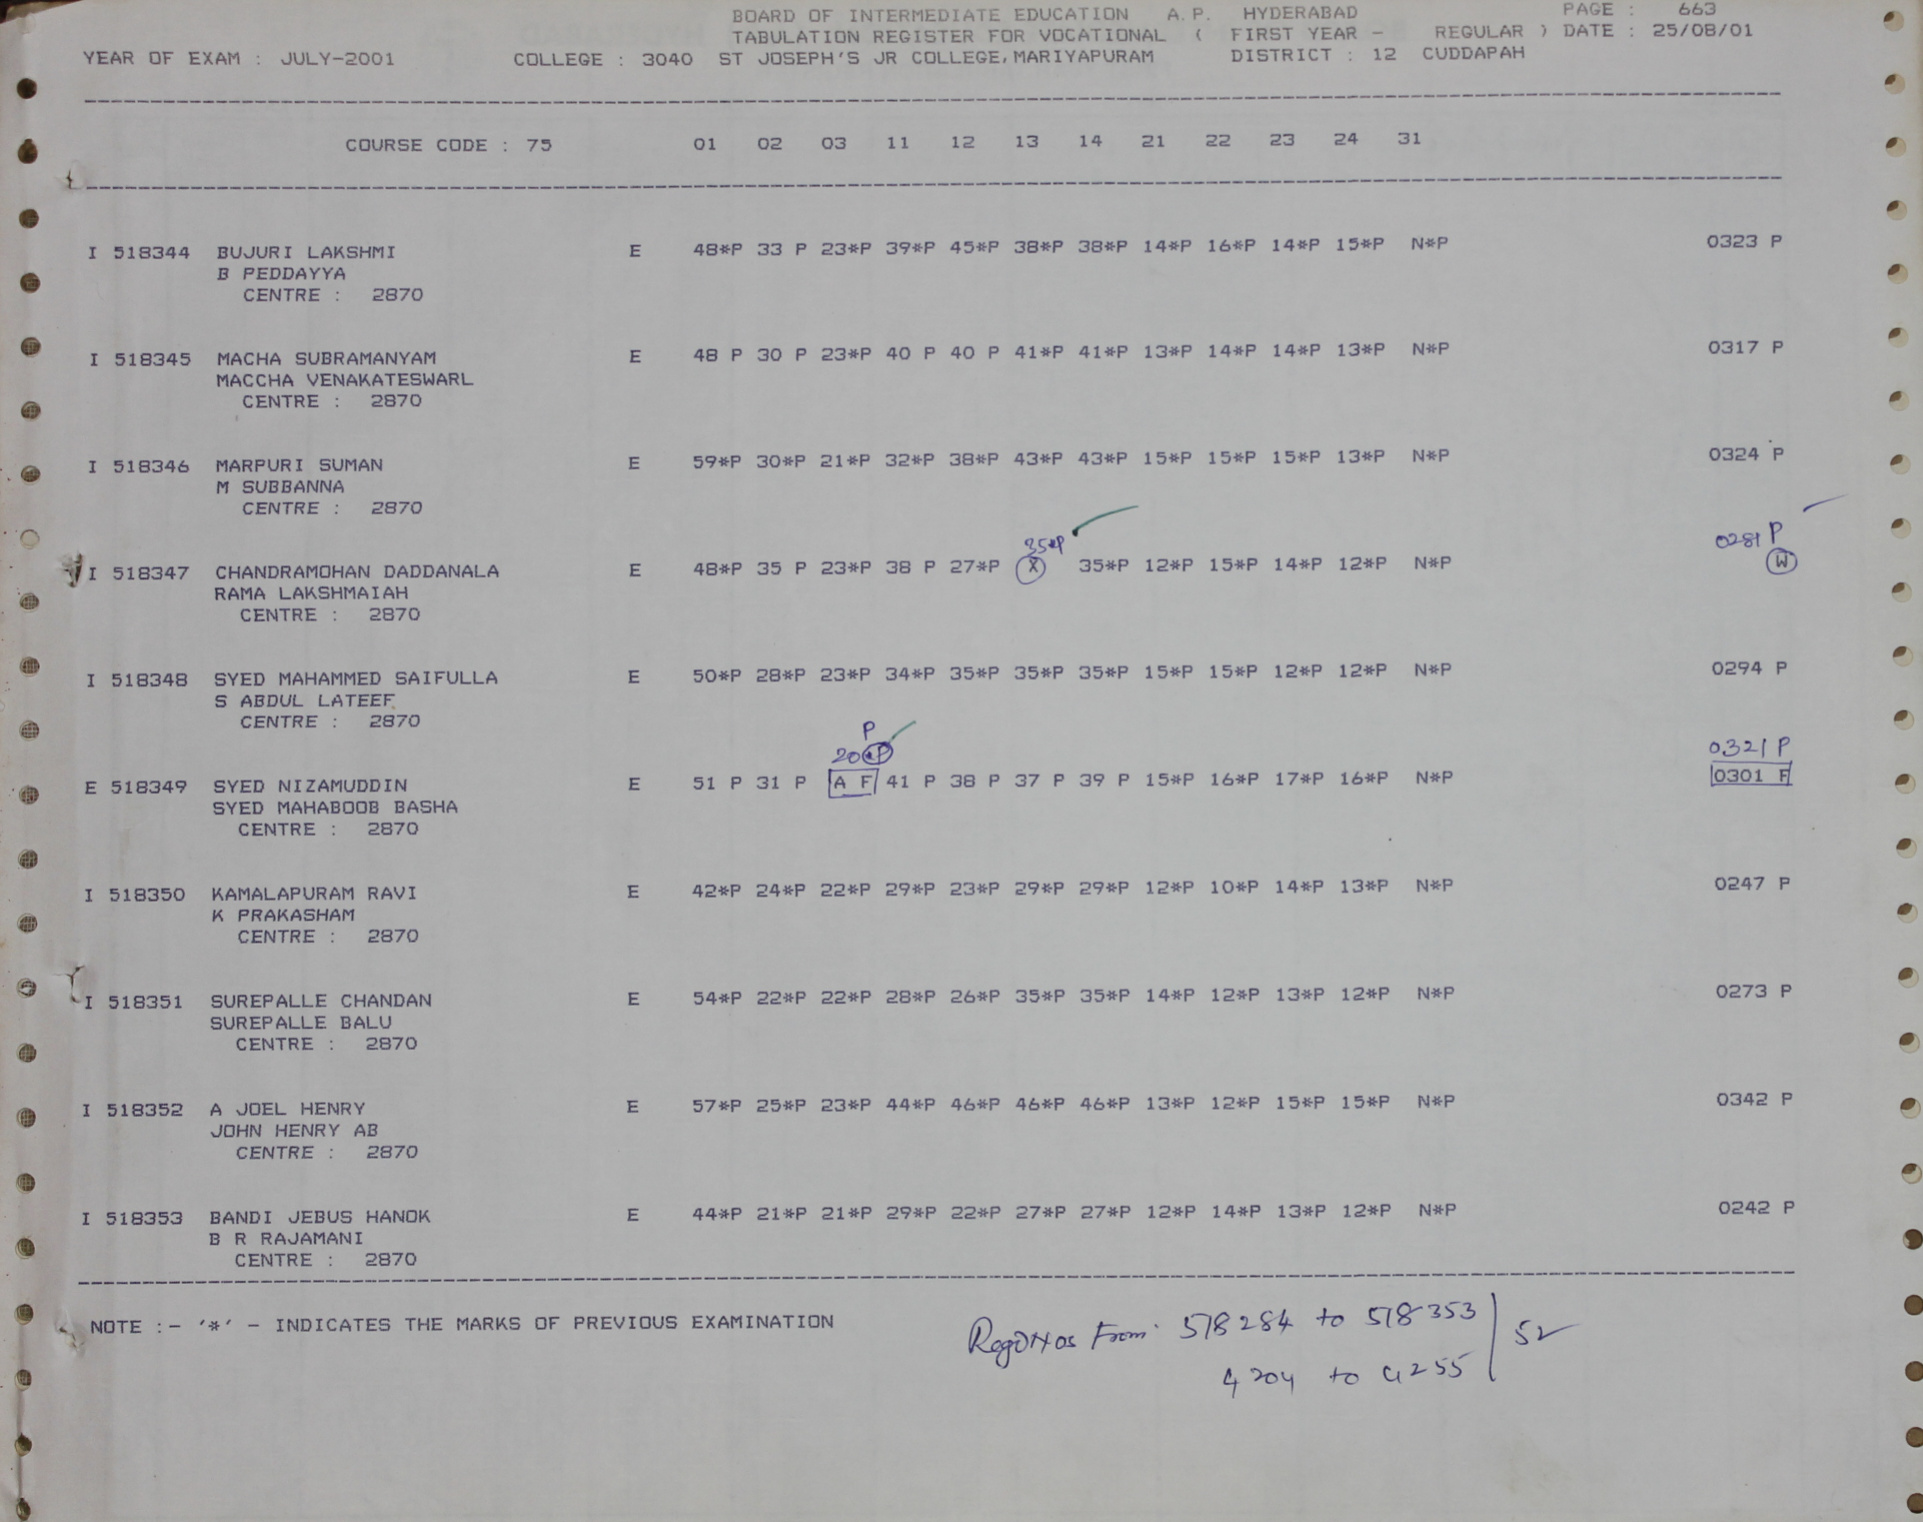 BOARD OF INTERMEDIATE EDUCATION A.P. HYDERABAD PAGE : 663
TABULATION REGISTER FOR VOCATIONAL ( FIRST YEAR - REGULAR ) DATE : 25/08/01
YEAR OF EXAM : JULY-2001 COLLEGE : 3040 ST JOSEPH'S JR COLLEGE,MARIYAPURAM DISTRICT : 12 CUDDAPAH
COURSE CODE : 75 01 02 03 11 12 13 14 21 22 23 24 31
I 518344 BUJURI LAKSHMI E 48*P 33 P 23*P 39*P 45*P 38*P 38*P 14*P 16*P 14*P 15*P N*P 0323 P
B PEDDAYYA
CENTRE : 2870
I 518345 MACHA SUBRAMANYAM E 48 P 30 P 23*P 40 P 40 P 41*P 41*P 13*P 14*P 14*P 13*P N*P 0317 P
MACCHA VENAKATESWARL
CENTRE : 2870
I 518346 MARPURI SUMAN E 59*P 30*P 21*P 32*P 38*P 43*P 43*P 15*P 15*P 15*P 13*P N*P 0324 P
M SUBBANNA
CENTRE : 2870
35*P 0281 P
I 518347 CHANDRAMOHAN DADDANALA E 48*P 35 P 23*P 38 P 27*P X 35*P 12*P 15*P 14*P 12*P N*P W
RAMA LAKSHMAIAH
CENTRE : 2870
I 518348 SYED MAHAMMED SAIFULLA E 50*P 28*P 23*P 34*P 35*P 35*P 35*P 15*P 15*P 12*P 12*P N*P 0294 P
S ABDUL LATEEF
CENTRE : 2870
P
20*P 0321 P
E 518349 SYED NIZAMUDDIN E 51 P 31 P A F 41 P 38 P 37 P 39 P 15*P 16*P 17*P 16*P N*P 0301 F
SYED MAHABOOB BASHA
CENTRE : 2870
I 518350 KAMALAPURAM RAVI E 42*P 24*P 22*P 29*P 23*P 29*P 29*P 12*P 10*P 14*P 13*P N*P 0247 P
K PRAKASHAM
CENTRE : 2870
I 518351 SUREPALLE CHANDAN E 54*P 22*P 22*P 28*P 26*P 35*P 35*P 14*P 12*P 13*P 12*P N*P 0273 P
SUREPALLE BALU
CENTRE : 2870
I 518352 A JOEL HENRY E 57*P 25*P 23*P 44*P 46*P 46*P 46*P 13*P 12*P 15*P 15*P N*P 0342 P
JOHN HENRY AB
CENTRE : 2870
I 518353 BANDI JEBUS HANOK E 44*P 21*P 21*P 29*P 22*P 27*P 27*P 12*P 14*P 13*P 12*P N*P 0242 P
B R RAJAMANI
CENTRE : 2870
NOTE :- '*' - INDICATES THE MARKS OF PREVIOUS EXAMINATION
From 518284 to 518353 52
4204 to 4255